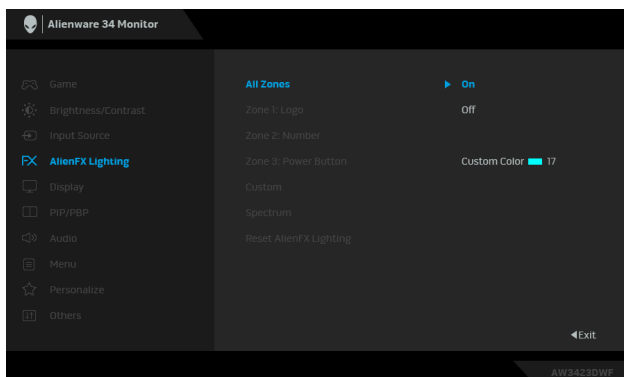 Alienware 34 Monitor
Game
Brightness/Contrast
Input Source
FX AlienFX Lighting
Display
PIP/PBP
Audio
Menu
Personalize
Others
All Zones On
Zone 1: Logo Off
Zone 2: Number
Zone 3: Power Button Custom Color 17
Custom
Spectrum
Reset AlienFX Lighting
Exit
AW3423DWF